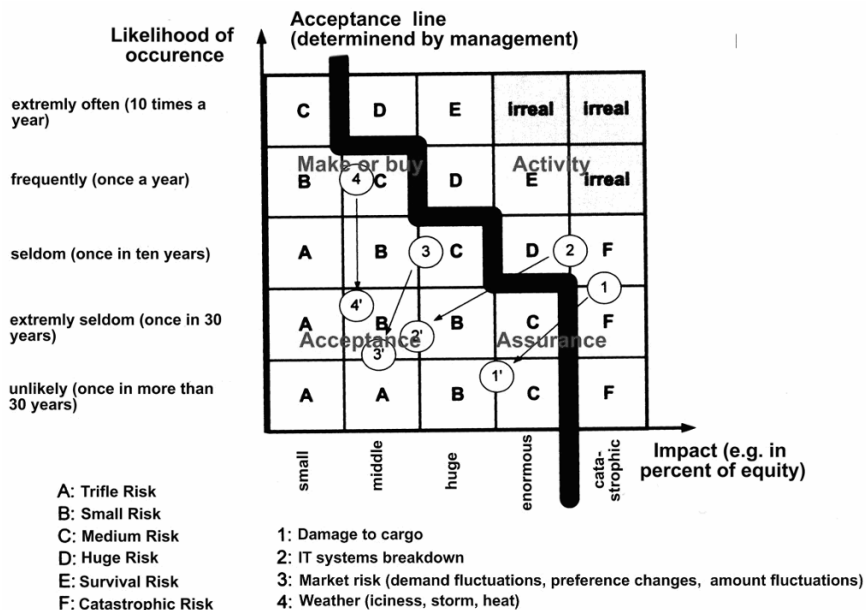 Acceptance line
(determinend by management)
Likelihood of
occurence
extremly often (10 times a
year)
C D E irreal irreal
Make or buy Activity
frequently (once a year)
B 4 C D E irreal
seldom (once in ten years)
A B 3 C D 2 F
1
4'
extremly seldom (once in 30
years)
A B 2' B C F
Acceptance Assurance
3'
1'
unlikely (once in more than
30 years)
A A B C F
small
middle
huge
enormous
cata-
strophic
Impact (e.g. in
percent of equity)
A: Trifle Risk
B: Small Risk
C: Medium Risk
D: Huge Risk
E: Survival Risk
F: Catastrophic Risk
1: Damage to cargo
2: IT systems breakdown
3: Market risk (demand fluctuations, preference changes, amount fluctuations)
4: Weather (iciness, storm, heat)